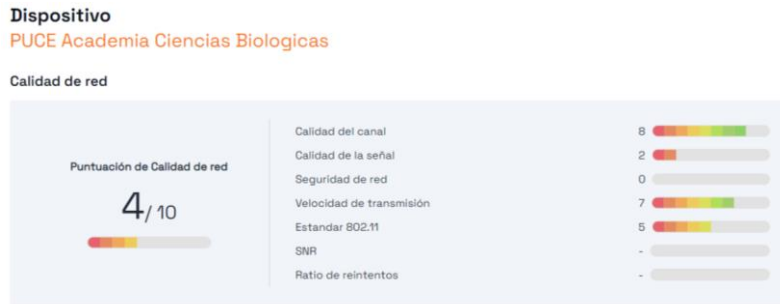 Dispositivo
PUCE Academia Ciencias Biologicas
Calidad de red
Puntuación de Calidad de red
4/ 10
Calidad del canal 8
Calidad de la señal 2
Seguridad de red 0
Velocidad de transmisión 7
Estandar 802.11 5
SNR -
Ratio de reintentos -